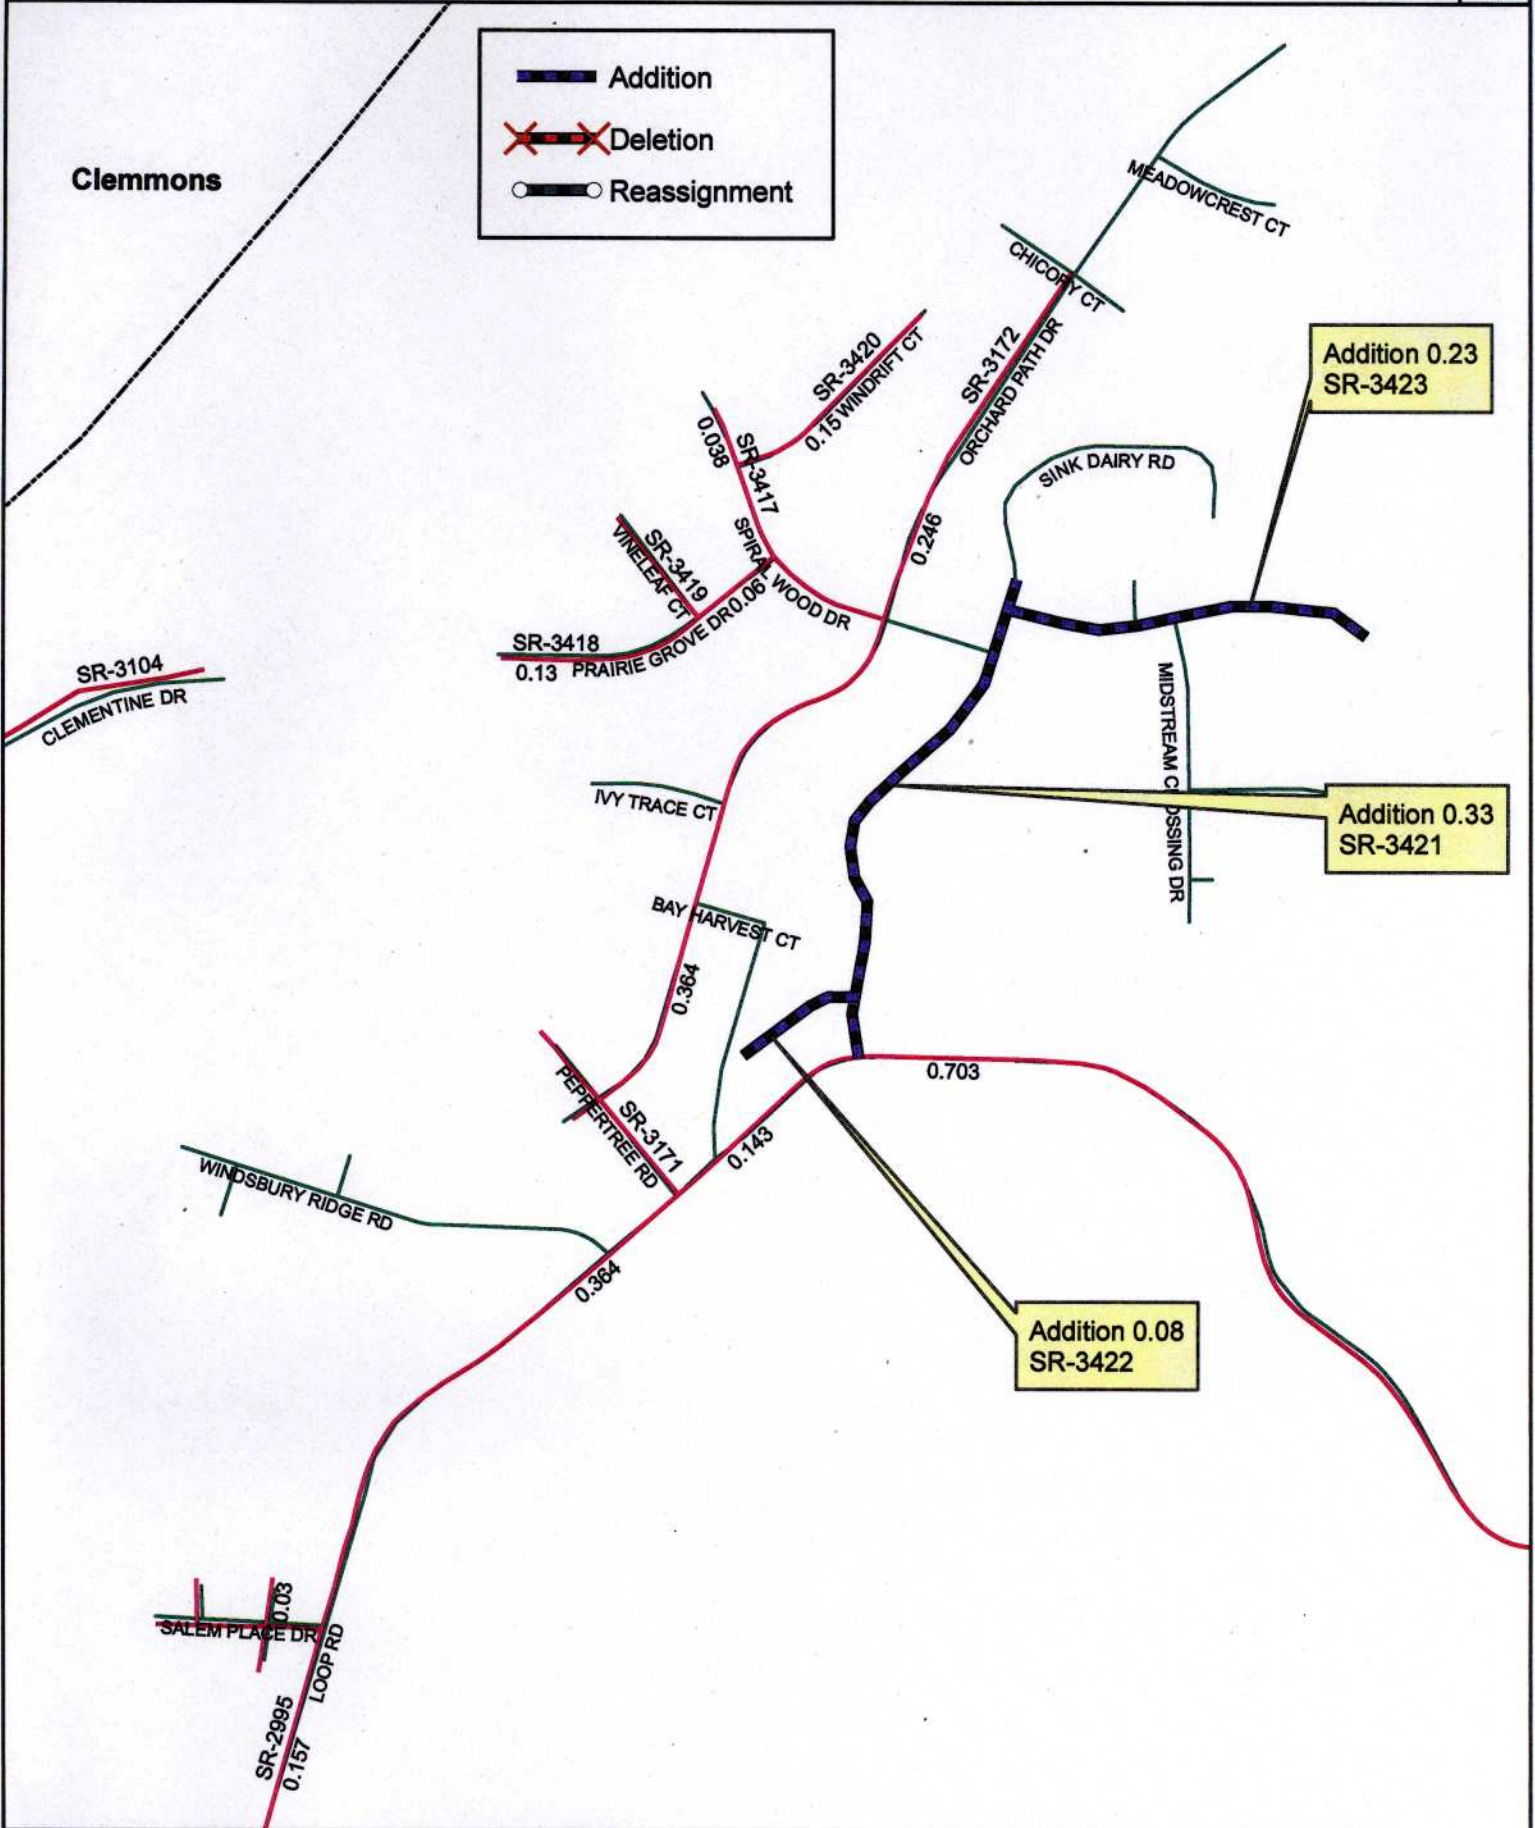 Addition
Deletion
Reassignment
Clemmons
MEADOWCREST CT
CHICORY CT
SR-3172
ORCHARD PATH DR
SR-3420
0.15 WINDRIFT CT
Addition 0.23
SR-3423
0.038
SR-3417
SINK DAIRY RD
0.246
SPIRAL WOOD DR
SR-3419
VINELEAF CT
0.06
SR-3418
0.13 PRAIRIE GROVE DR
SR-3104
CLEMENTINE DR
MIDSTREAM CROSSING DR
IVY TRACE CT
Addition 0.33
SR-3421
BAY HARVEST CT
0.364
0.703
PEPPERTREE RD
SR-3171
0.143
WINDSBURY RIDGE RD
0.364
Addition 0.08
SR-3422
0.03
SALEM PLACE DR
LOOP RD
SR-2995
0.157